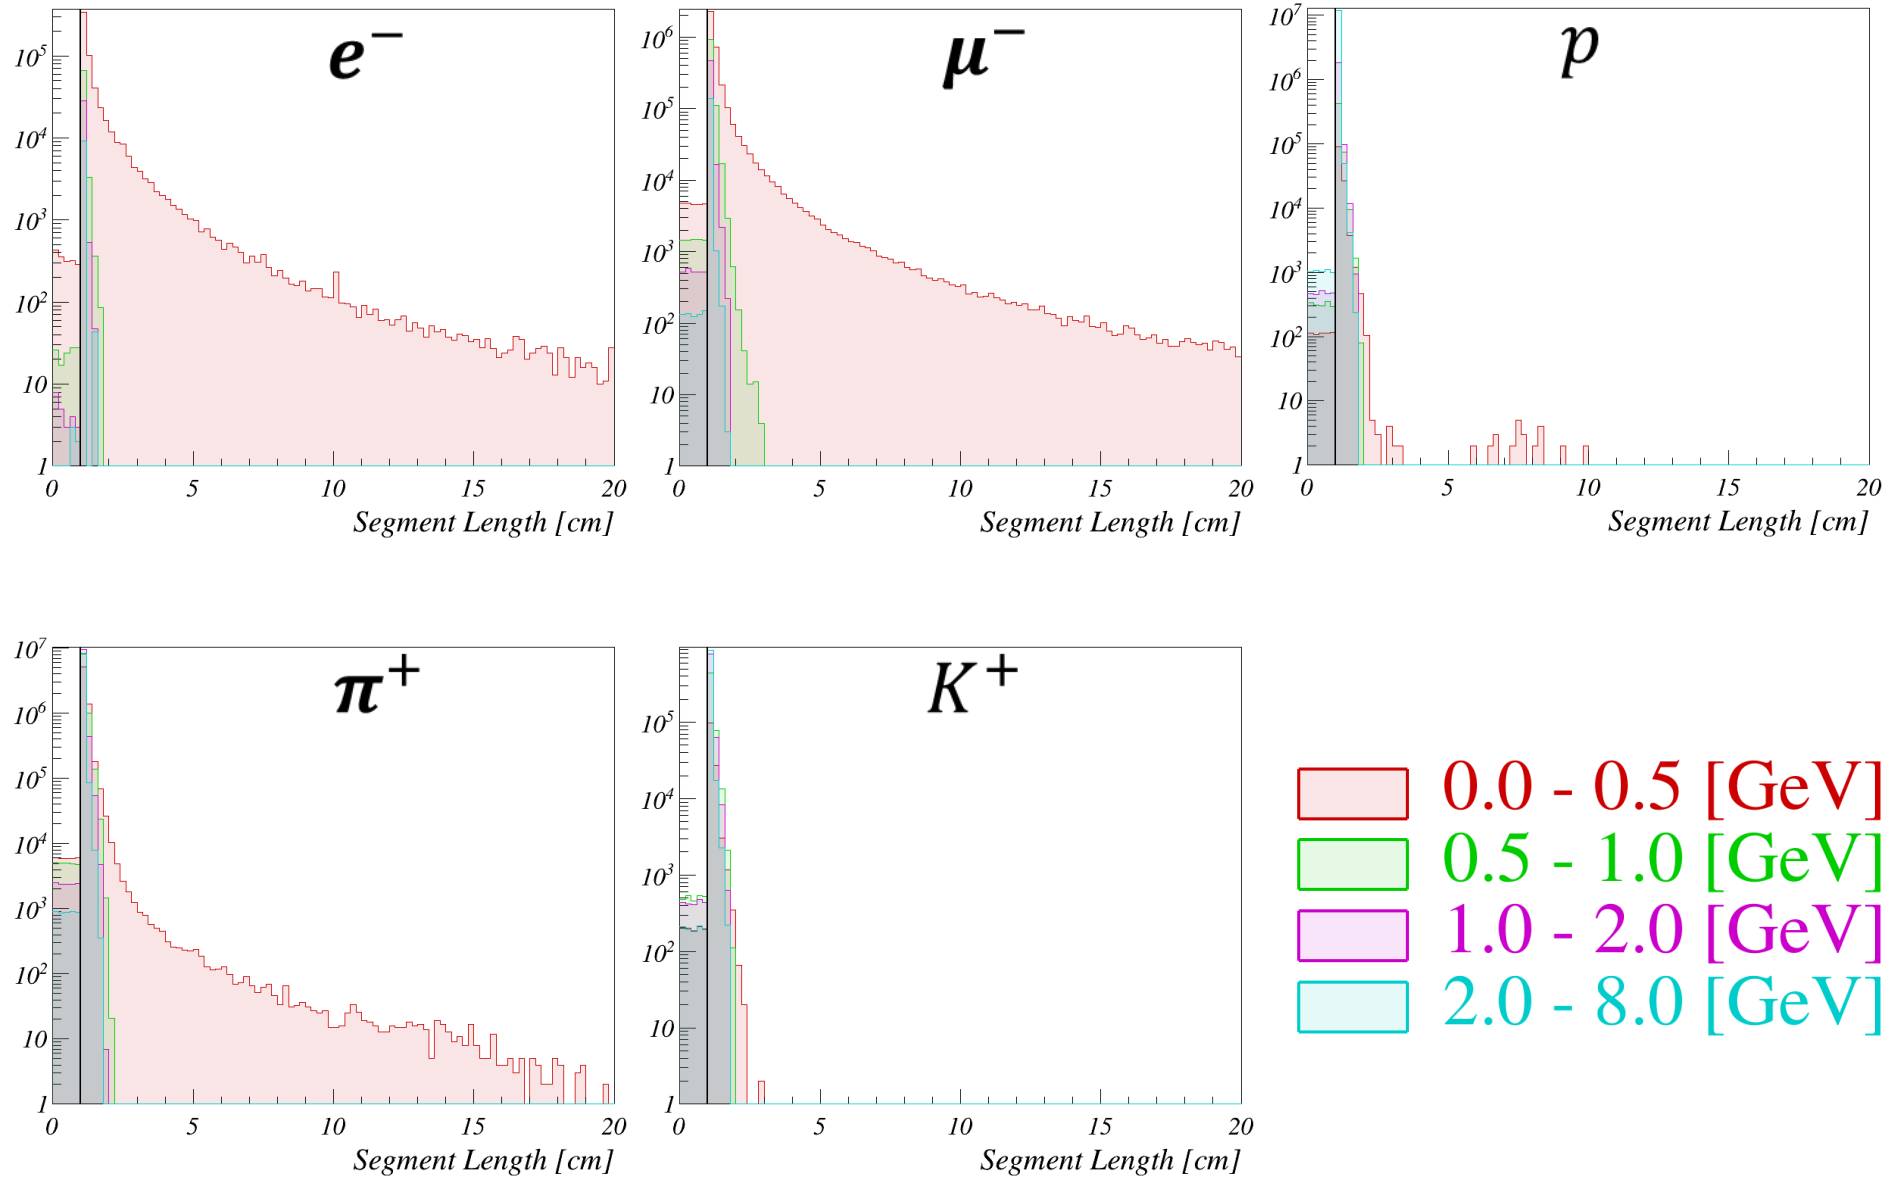 e⁻
10⁵
10⁴
10³
10²
10
1
0 5 10 15 20
Segment Length [cm]
μ⁻
10⁶
10⁵
10⁴
10³
10²
10
1
0 5 10 15 20
Segment Length [cm]
p
10⁷
10⁶
10⁵
10⁴
10³
10²
10
1
0 5 10 15 20
Segment Length [cm]
π⁺
10⁷
10⁶
10⁵
10⁴
10³
10²
10
1
0 5 10 15 20
Segment Length [cm]
K⁺
10⁵
10⁴
10³
10²
10
1
0 5 10 15 20
Segment Length [cm]
0.0 - 0.5 [GeV]
0.5 - 1.0 [GeV]
1.0 - 2.0 [GeV]
2.0 - 8.0 [GeV]